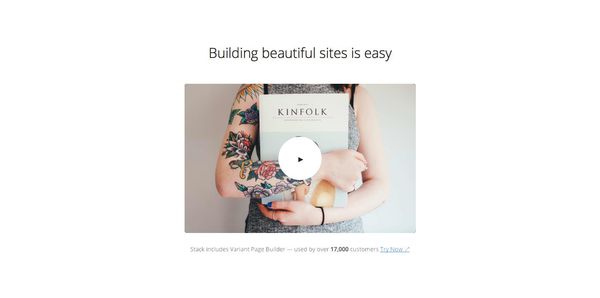 Building beautiful sites is easy
KINFOLK
Stack includes Variant Page Builder — used by over 17,000 customers Try Now ↗